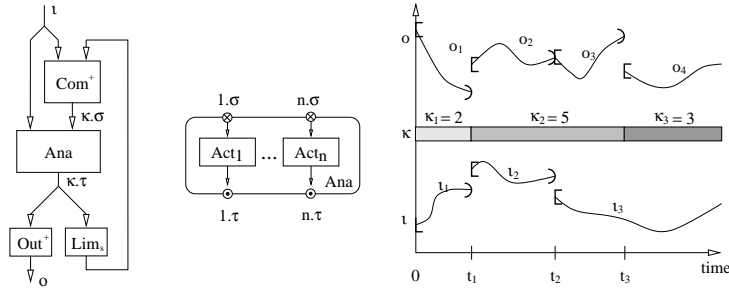 ι
Com⁺
κ.σ
Ana
κ.τ
Out⁺
Limₛ
o
1.σ
n.σ
Act₁
...
Actₙ
Ana
1.τ
n.τ
o
o₁
o₂
o₃
o₄
κ
κ₁ = 2
κ₂ = 5
κ₃ = 3
ι
ι₁
ι₂
ι₃
0
t₁
t₂
t₃
time